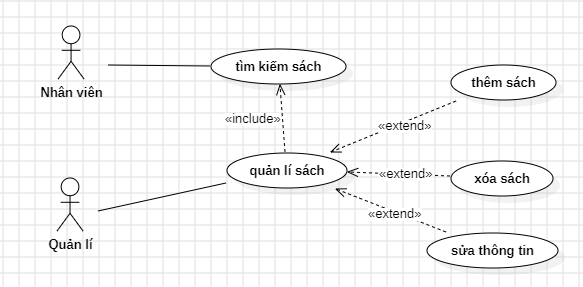 Nhân viên
tìm kiếm sách
thêm sách
«include»
«extend»
quản lí sách
«extend»
xóa sách
«extend»
Quản lí
sửa thông tin